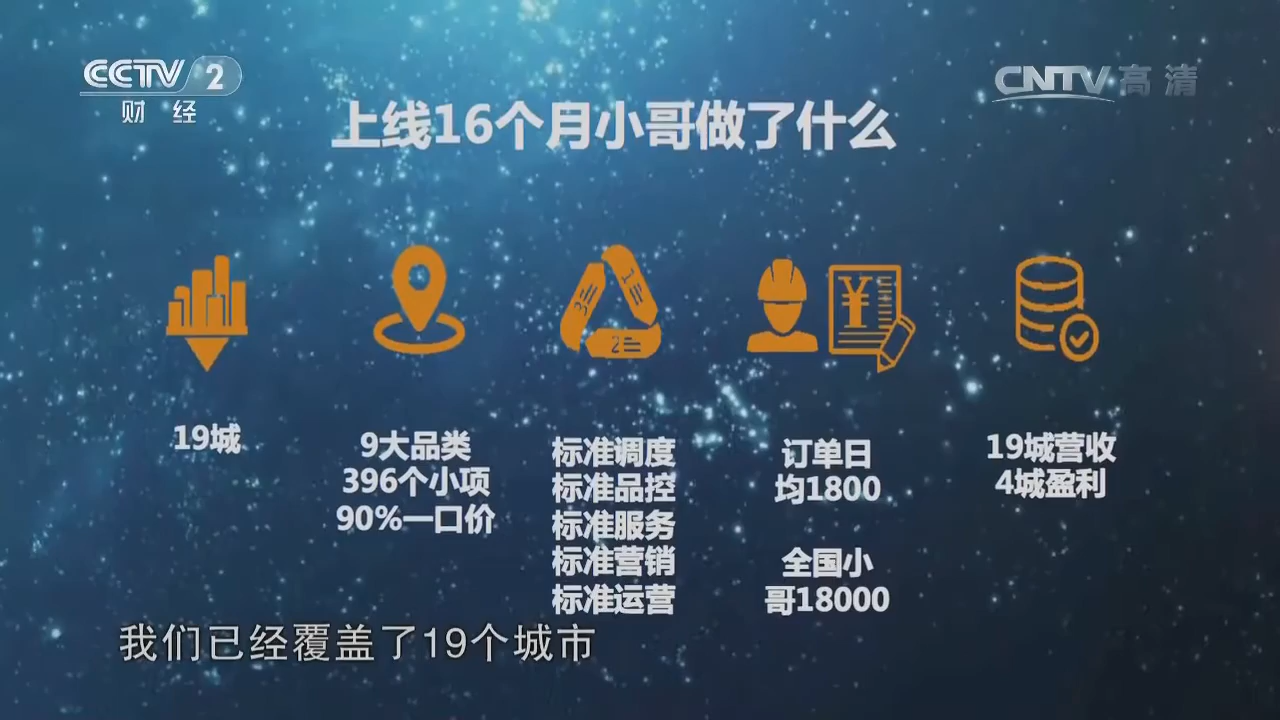 CCTV 2
财经
CNTV高清
上线16个月小哥做了什么
1
2
3
¥
19城
9大品类
396个小项
90%一口价
标准调度
标准品控
标准服务
标准营销
标准运营
订单日
均1800
全国小
哥18000
19城营收
4城盈利
我们已经覆盖了19个城市